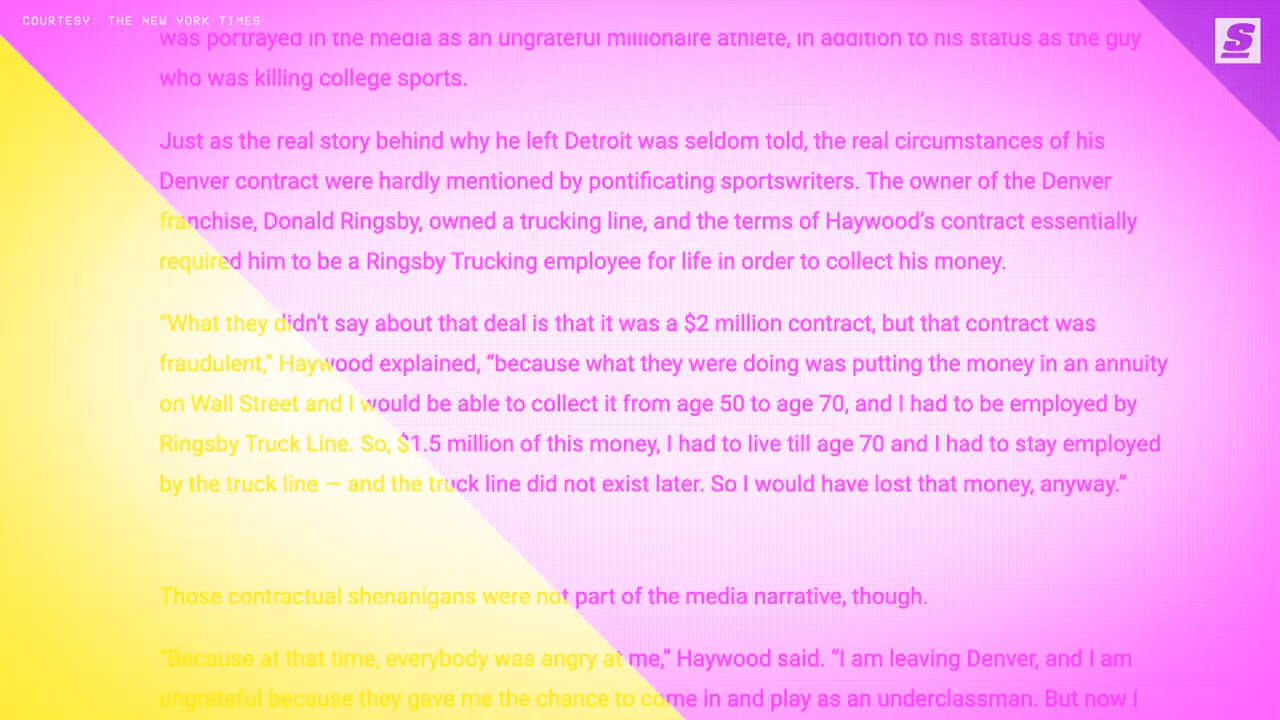 COURTESY: THE NEW YORK TIMES
was portrayed in the media as an ungrateful millionaire athlete, in addition to his status as the guy
who was killing college sports.
Just as the real story behind why he left Detroit was seldom told, the real circumstances of his
Denver contract were hardly mentioned by pontificating sportswriters. The owner of the Denver
franchise, Donald Ringsby, owned a trucking line, and the terms of Haywood's contract essentially
required him to be a Ringsby Trucking employee for life in order to collect his money.
“What they didn't say about that deal is that it was a $2 million contract, but that contract was
fraudulent,” Haywood explained, “because what they were doing was putting the money in an annuity
on Wall Street and I would be able to collect it from age 50 to age 70, and I had to be employed by
Ringsby Truck Line. So, $1.5 million of this money, I had to live till age 70 and I had to stay employed
by the truck line — and the truck line did not exist later. So I would have lost that money, anyway.”
Those contractual shenanigans were not part of the media narrative, though.
“Because at that time, everybody was angry at me,” Haywood said. “I am leaving Denver, and I am
ungrateful because they gave me the chance to come in and play as an underclassman. But now I
S